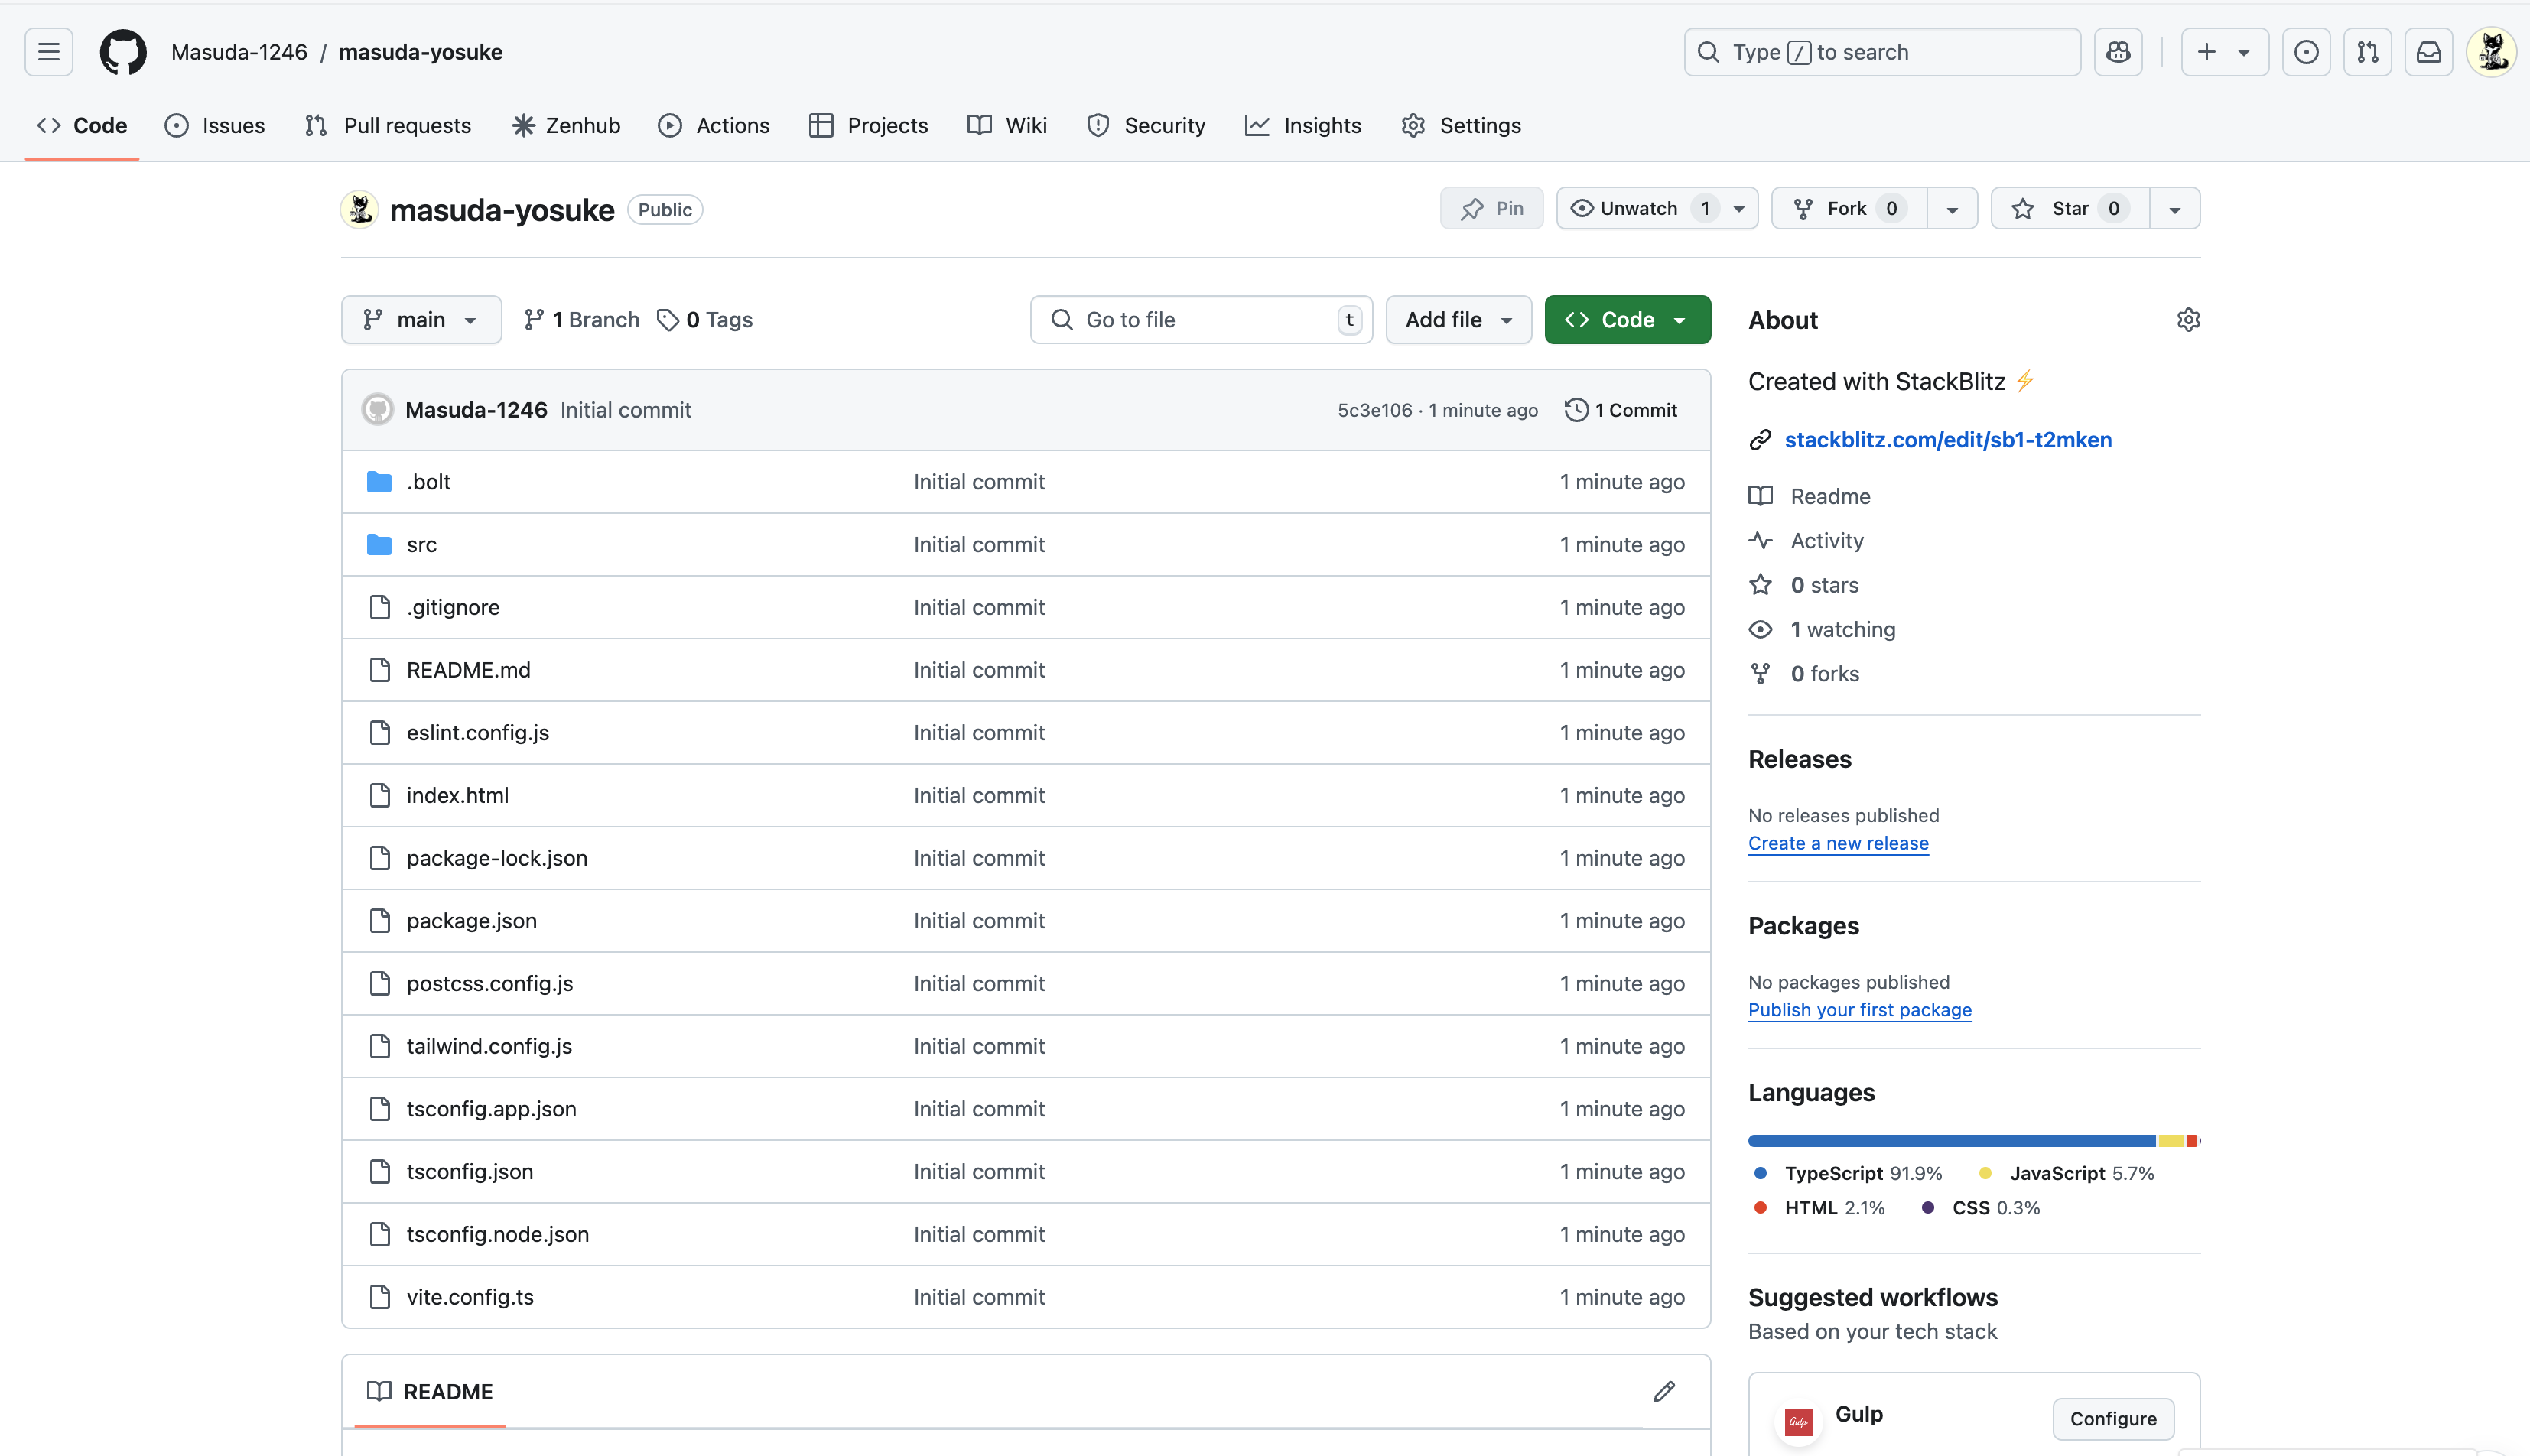 Masuda-1246 / masuda-yosuke
Type / to search
Code Issues Pull requests Zenhub Actions Projects Wiki Security Insights Settings
masuda-yosuke Public
Pin Unwatch 1 Fork 0 Star 0
main 1 Branch 0 Tags
Go to file t Add file Code
Masuda-1246 Initial commit 5c3e106 · 1 minute ago 1 Commit
.bolt Initial commit 1 minute ago
src Initial commit 1 minute ago
.gitignore Initial commit 1 minute ago
README.md Initial commit 1 minute ago
eslint.config.js Initial commit 1 minute ago
index.html Initial commit 1 minute ago
package-lock.json Initial commit 1 minute ago
package.json Initial commit 1 minute ago
postcss.config.js Initial commit 1 minute ago
tailwind.config.js Initial commit 1 minute ago
tsconfig.app.json Initial commit 1 minute ago
tsconfig.json Initial commit 1 minute ago
tsconfig.node.json Initial commit 1 minute ago
vite.config.ts Initial commit 1 minute ago
README
About
Created with StackBlitz ⚡
stackblitz.com/edit/sb1-t2mken
Readme
Activity
0 stars
1 watching
0 forks
Releases
No releases published
Create a new release
Packages
No packages published
Publish your first package
Languages
TypeScript 91.9% JavaScript 5.7%
HTML 2.1% CSS 0.3%
Suggested workflows
Based on your tech stack
Gulp Gulp Configure